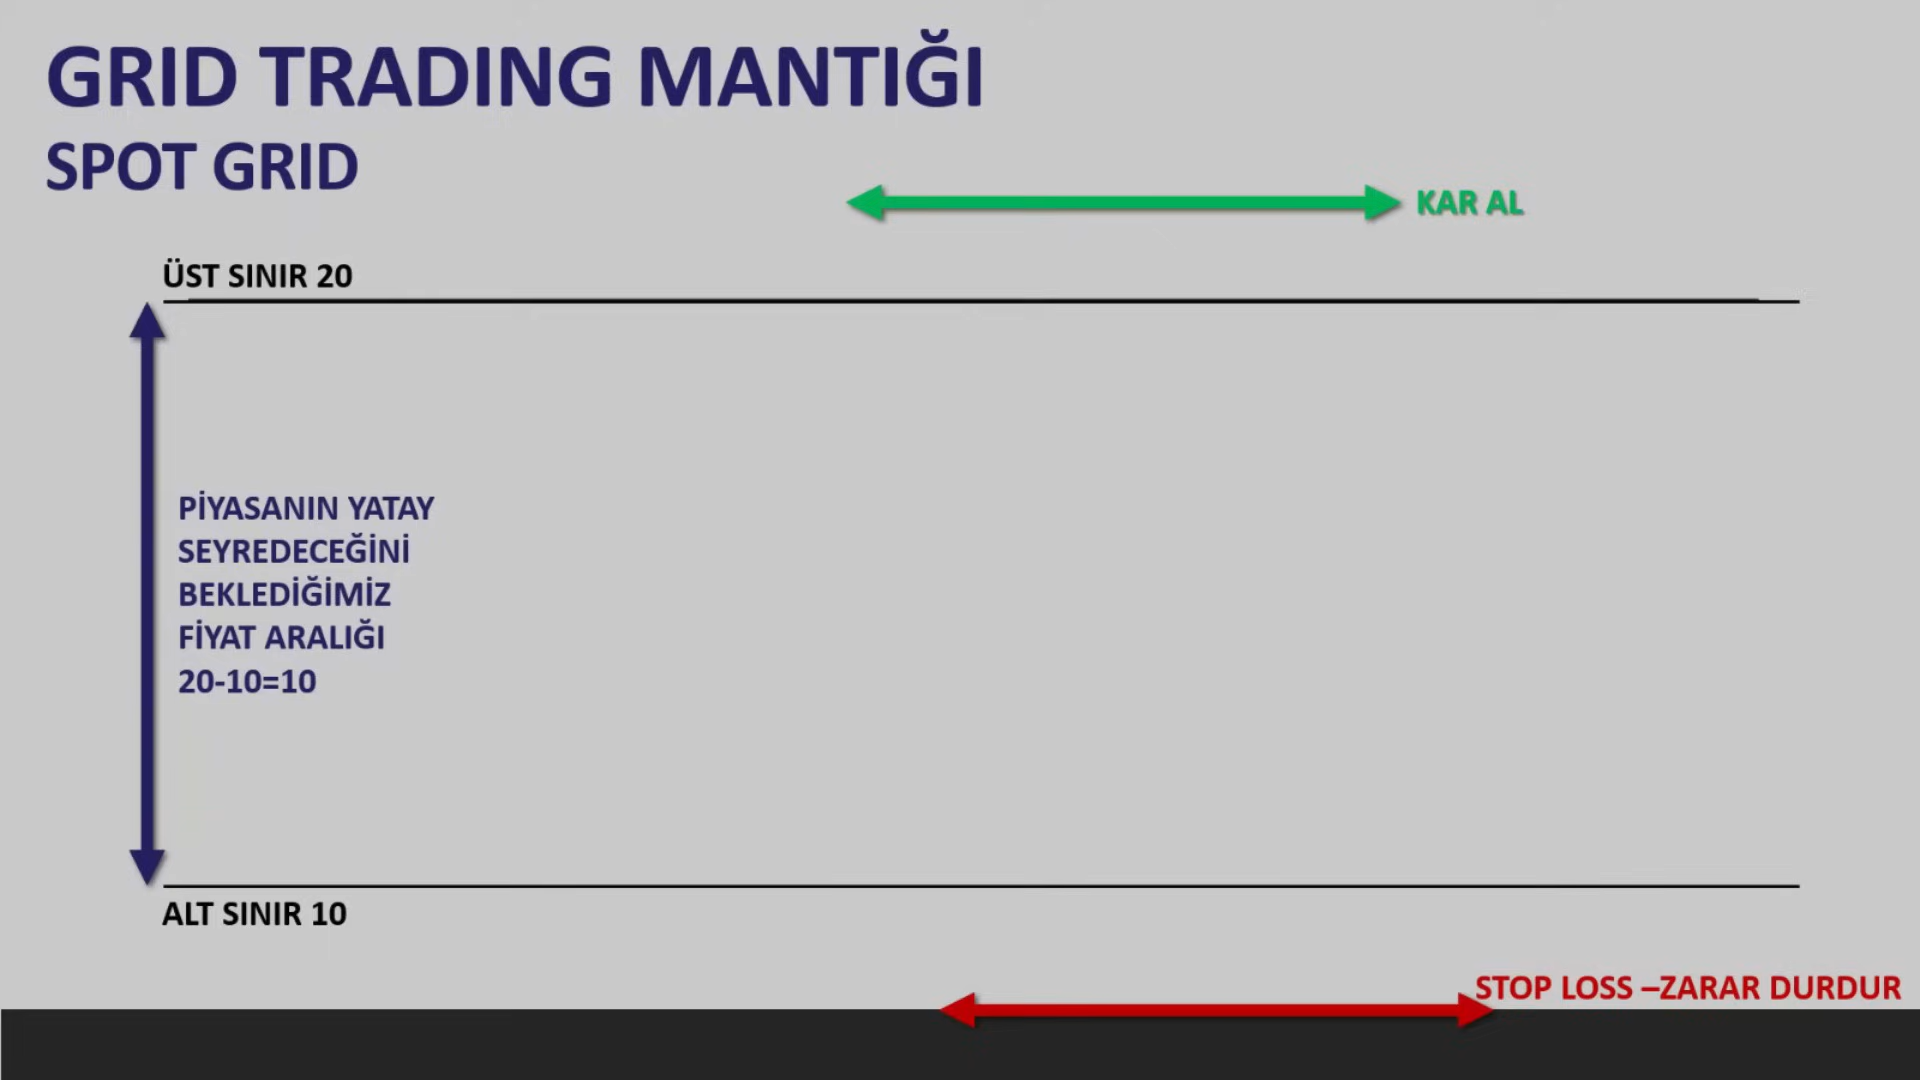 GRID TRADING MANTIĞI
SPOT GRID
KAR AL
ÜST SINIR 20
PİYASANIN YATAY
SEYREDECEĞİNİ
BEKLEDİĞİMİZ
FİYAT ARALIĞI
20-10=10
ALT SINIR 10
STOP LOSS –ZARAR DURDUR